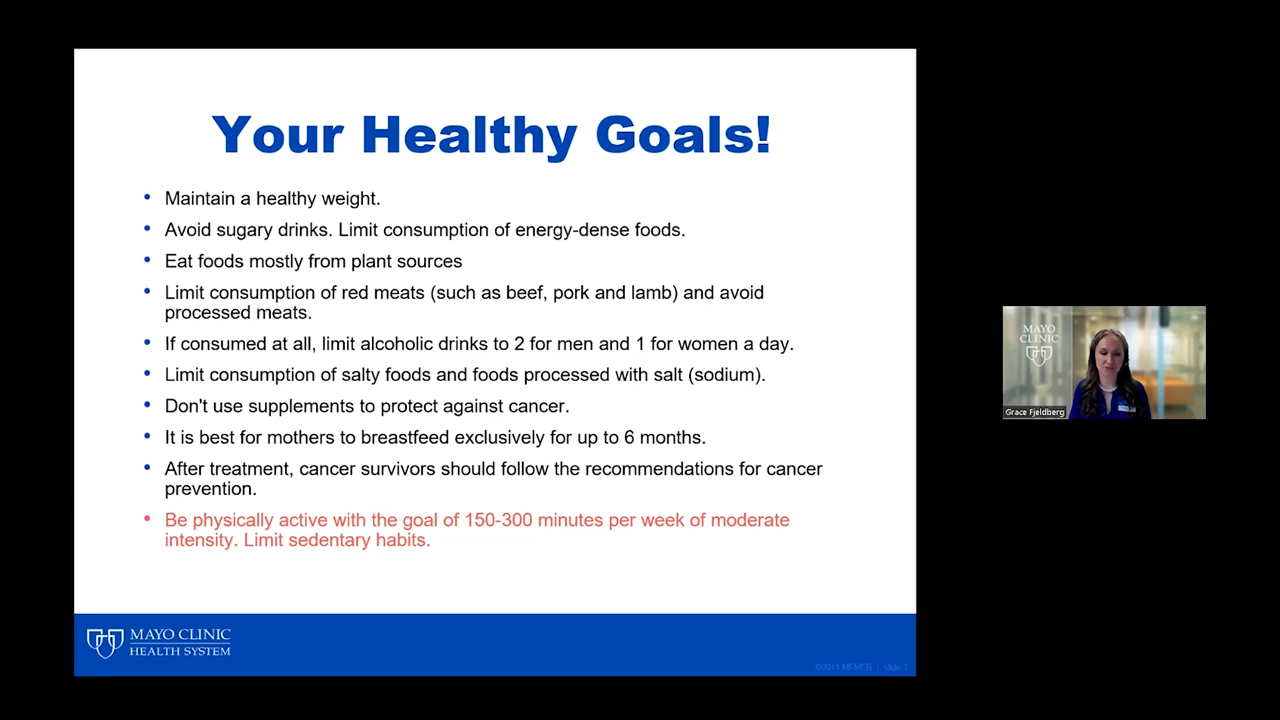 Your Healthy Goals!
• Maintain a healthy weight.
• Avoid sugary drinks. Limit consumption of energy-dense foods.
• Eat foods mostly from plant sources
• Limit consumption of red meats (such as beef, pork and lamb) and avoid
processed meats.
• If consumed at all, limit alcoholic drinks to 2 for men and 1 for women a day.
• Limit consumption of salty foods and foods processed with salt (sodium).
• Don't use supplements to protect against cancer.
• It is best for mothers to breastfeed exclusively for up to 6 months.
• After treatment, cancer survivors should follow the recommendations for cancer
prevention.
• Be physically active with the goal of 150-300 minutes per week of moderate
intensity. Limit sedentary habits.
MAYO CLINIC
HEALTH SYSTEM
©2011 MFMER | slide-3
MAYO
CLINIC
Grace Fjeldberg